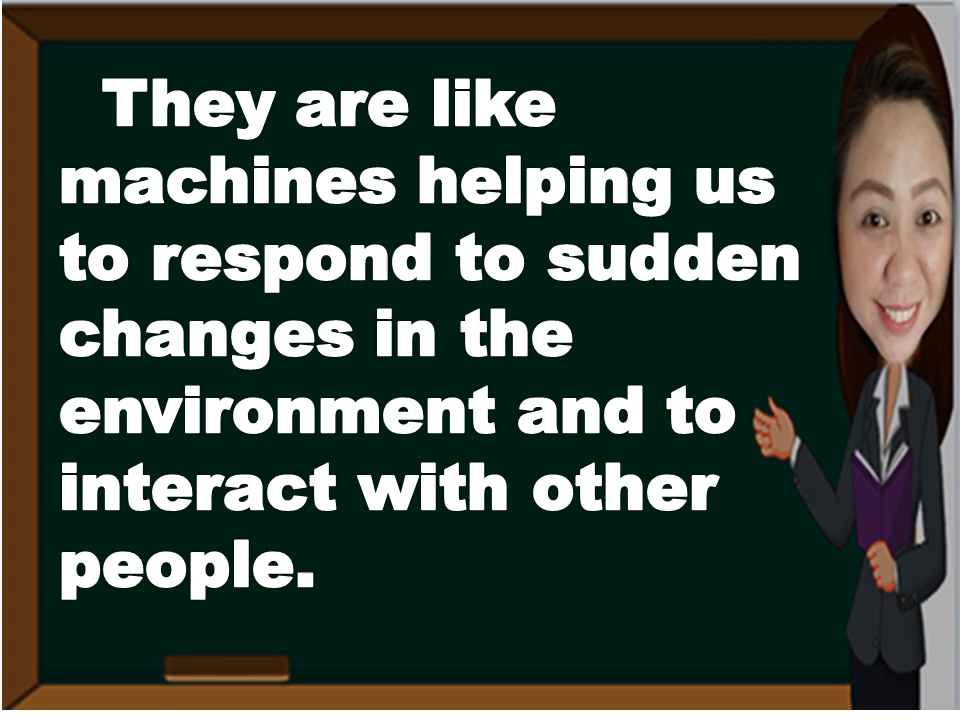 They are like
machines helping us
to respond to sudden
changes in the
environment and to
interact with other
people.